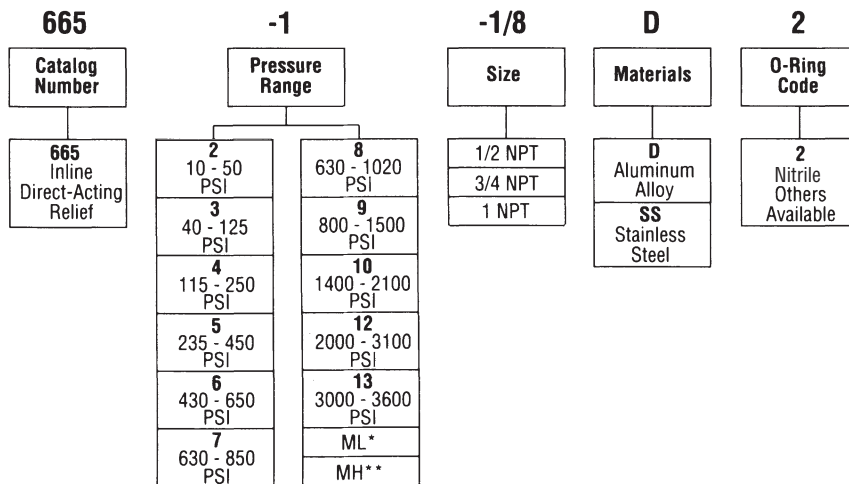 665 -1 -1/8 D 2
Catalog
Number
Pressure
Range
Size
Materials
O-Ring
Code
665
Inline
Direct-Acting
Relief
2
10 - 50
PSI
3
40 - 125
PSI
4
115 - 250
PSI
5
235 - 450
PSI
6
430 - 650
PSI
7
630 - 850
PSI
8
630 - 1020
PSI
9
800 - 1500
PSI
10
1400 - 2100
PSI
12
2000 - 3100
PSI
13
3000 - 3600
PSI
ML*
MH**
1/2 NPT
3/4 NPT
1 NPT
D
Aluminum
Alloy
SS
Stainless
Steel
2
Nitrile
Others
Available